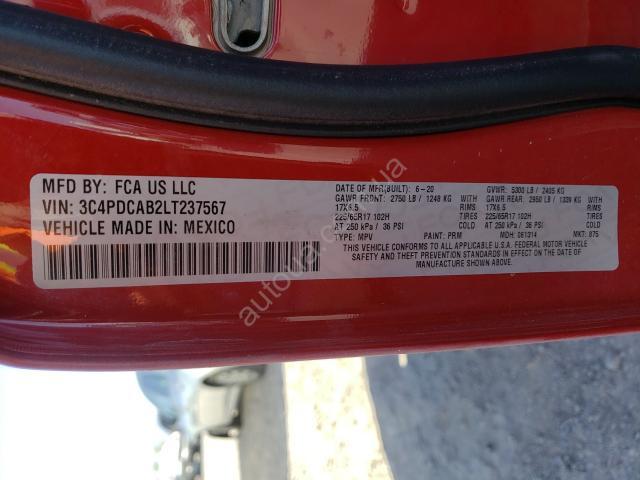 MFD BY: FCA US LLC
VIN: 3C4PDCAB2LT237567
VEHICLE MADE IN: MEXICO
DATE OF MFR(BUILT): 6-20 GVWR: 5300 LB / 2405 KG
GAWR FRONT: 2750 LB / 1248 KG WITH GAWR REAR: 2950 LB / 1339 KG WITH
17X6.5 RIMS 17X6.5 RIMS
225/65R17 102H TIRES 225/65R17 102H TIRES
AT 250 kPa / 36 PSI COLD AT 250 kPa / 36 PSI COLD
TYPE: MPV PAINT: PRM MDH: 061314 MKT: 875
THIS VEHICLE CONFORMS TO ALL APPLICABLE U.S.A. FEDERAL MOTOR VEHICLE
SAFETY AND THEFT PREVENTION STANDARDS IN EFFECT ON THE DATE OF
MANUFACTURE SHOWN ABOVE.
autoua.com